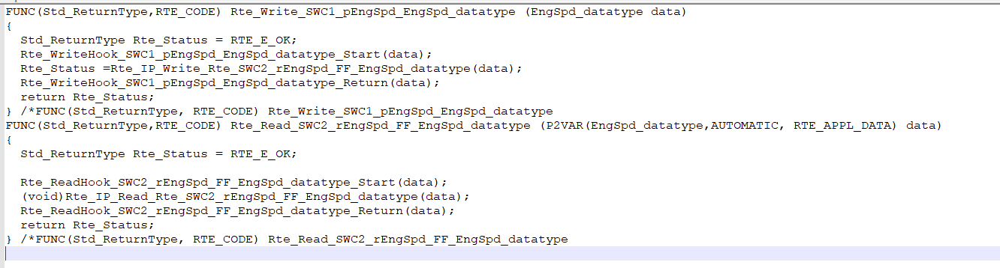 FUNC(Std_ReturnType,RTE_CODE) Rte_Write_SWC1_pEngSpd_EngSpd_datatype (EngSpd_datatype data)
{
  Std_ReturnType Rte_Status = RTE_E_OK;
  Rte_WriteHook_SWC1_pEngSpd_EngSpd_datatype_Start(data);
  Rte_Status =Rte_IP_Write_Rte_SWC2_rEngSpd_FF_EngSpd_datatype(data);
  Rte_WriteHook_SWC1_pEngSpd_EngSpd_datatype_Return(data);
  return Rte_Status;
} /*FUNC(Std_ReturnType, RTE_CODE) Rte_Write_SWC1_pEngSpd_EngSpd_datatype
FUNC(Std_ReturnType,RTE_CODE) Rte_Read_SWC2_rEngSpd_FF_EngSpd_datatype (P2VAR(EngSpd_datatype,AUTOMATIC, RTE_APPL_DATA) data)
{
  Std_ReturnType Rte_Status = RTE_E_OK;
  Rte_ReadHook_SWC2_rEngSpd_FF_EngSpd_datatype_Start(data);
  (void)Rte_IP_Read_Rte_SWC2_rEngSpd_FF_EngSpd_datatype(data);
  Rte_ReadHook_SWC2_rEngSpd_FF_EngSpd_datatype_Return(data);
  return Rte_Status;
} /*FUNC(Std_ReturnType, RTE_CODE) Rte_Read_SWC2_rEngSpd_FF_EngSpd_datatype